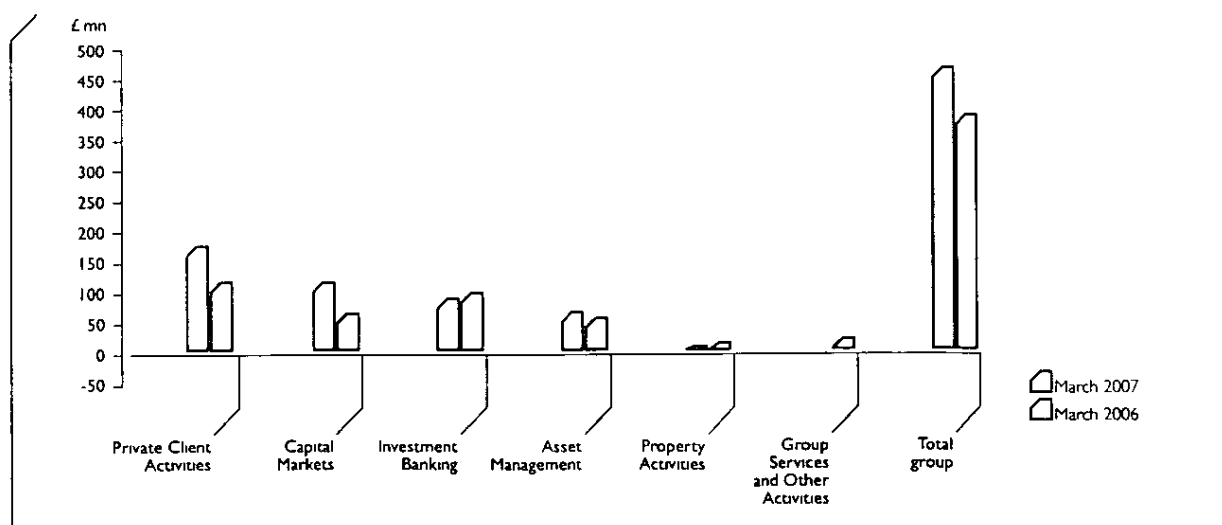 £ mn
500
450
400
350
300
250
200
150
100
50
0
-50
Private Client
Activities
Capital
Markets
Investment
Banking
Asset
Management
Property
Activities
Group
Services
and Other
Activities
Total
group
March 2007
March 2006